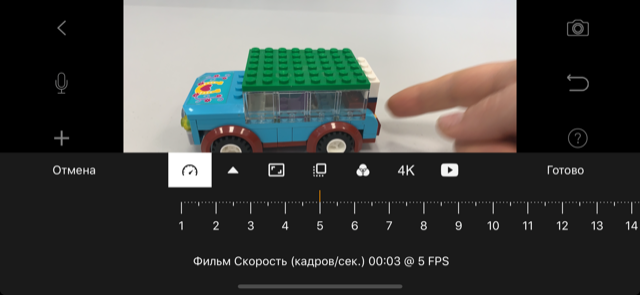 Отмена
4K
Готово
1 2 3 4 5 6 7 8 9 10 11 12 13 14
Фильм Скорость (кадров/сек.) 00:03 @ 5 FPS